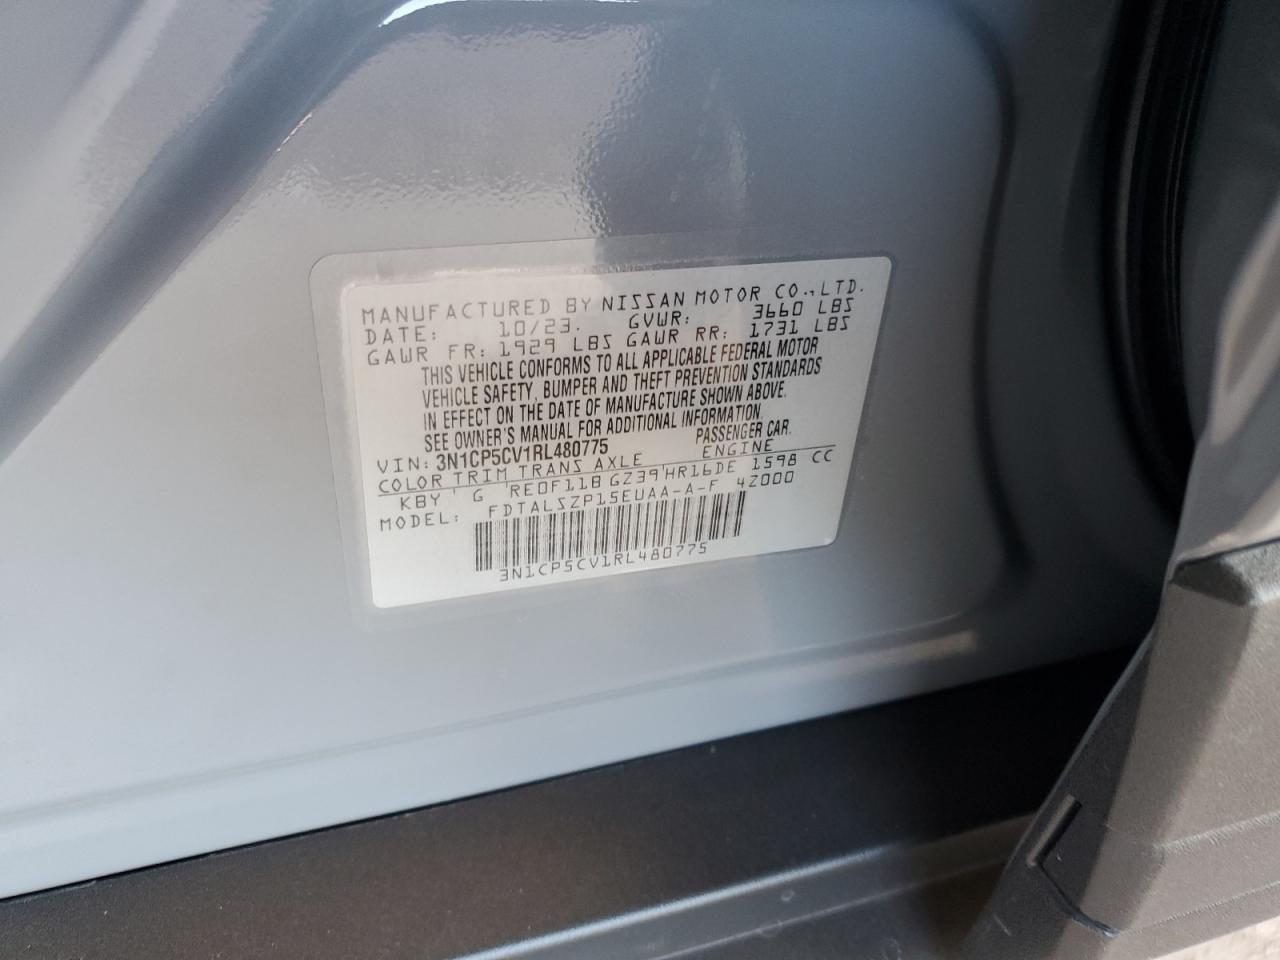 MANUFACTURED BY NISSAN MOTOR CO.,LTD.
DATE: 10/23. GVWR: 3660 LBS
GAWR FR: 1929 LBS GAWR RR: 1731 LBS
THIS VEHICLE CONFORMS TO ALL APPLICABLE FEDERAL MOTOR
VEHICLE SAFETY, BUMPER AND THEFT PREVENTION STANDARDS
IN EFFECT ON THE DATE OF MANUFACTURE SHOWN ABOVE.
SEE OWNER'S MANUAL FOR ADDITIONAL INFORMATION.
VIN: 3N1CP5CV1RL480775 PASSENGER CAR.
COLOR TRIM TRANS AXLE ENGINE
KBY G RE0F11B GZ39 HR16DE 1598 CC
MODEL: FDTALSZP15EUAA-A-F 4Z000
3N1CP5CV1RL480775